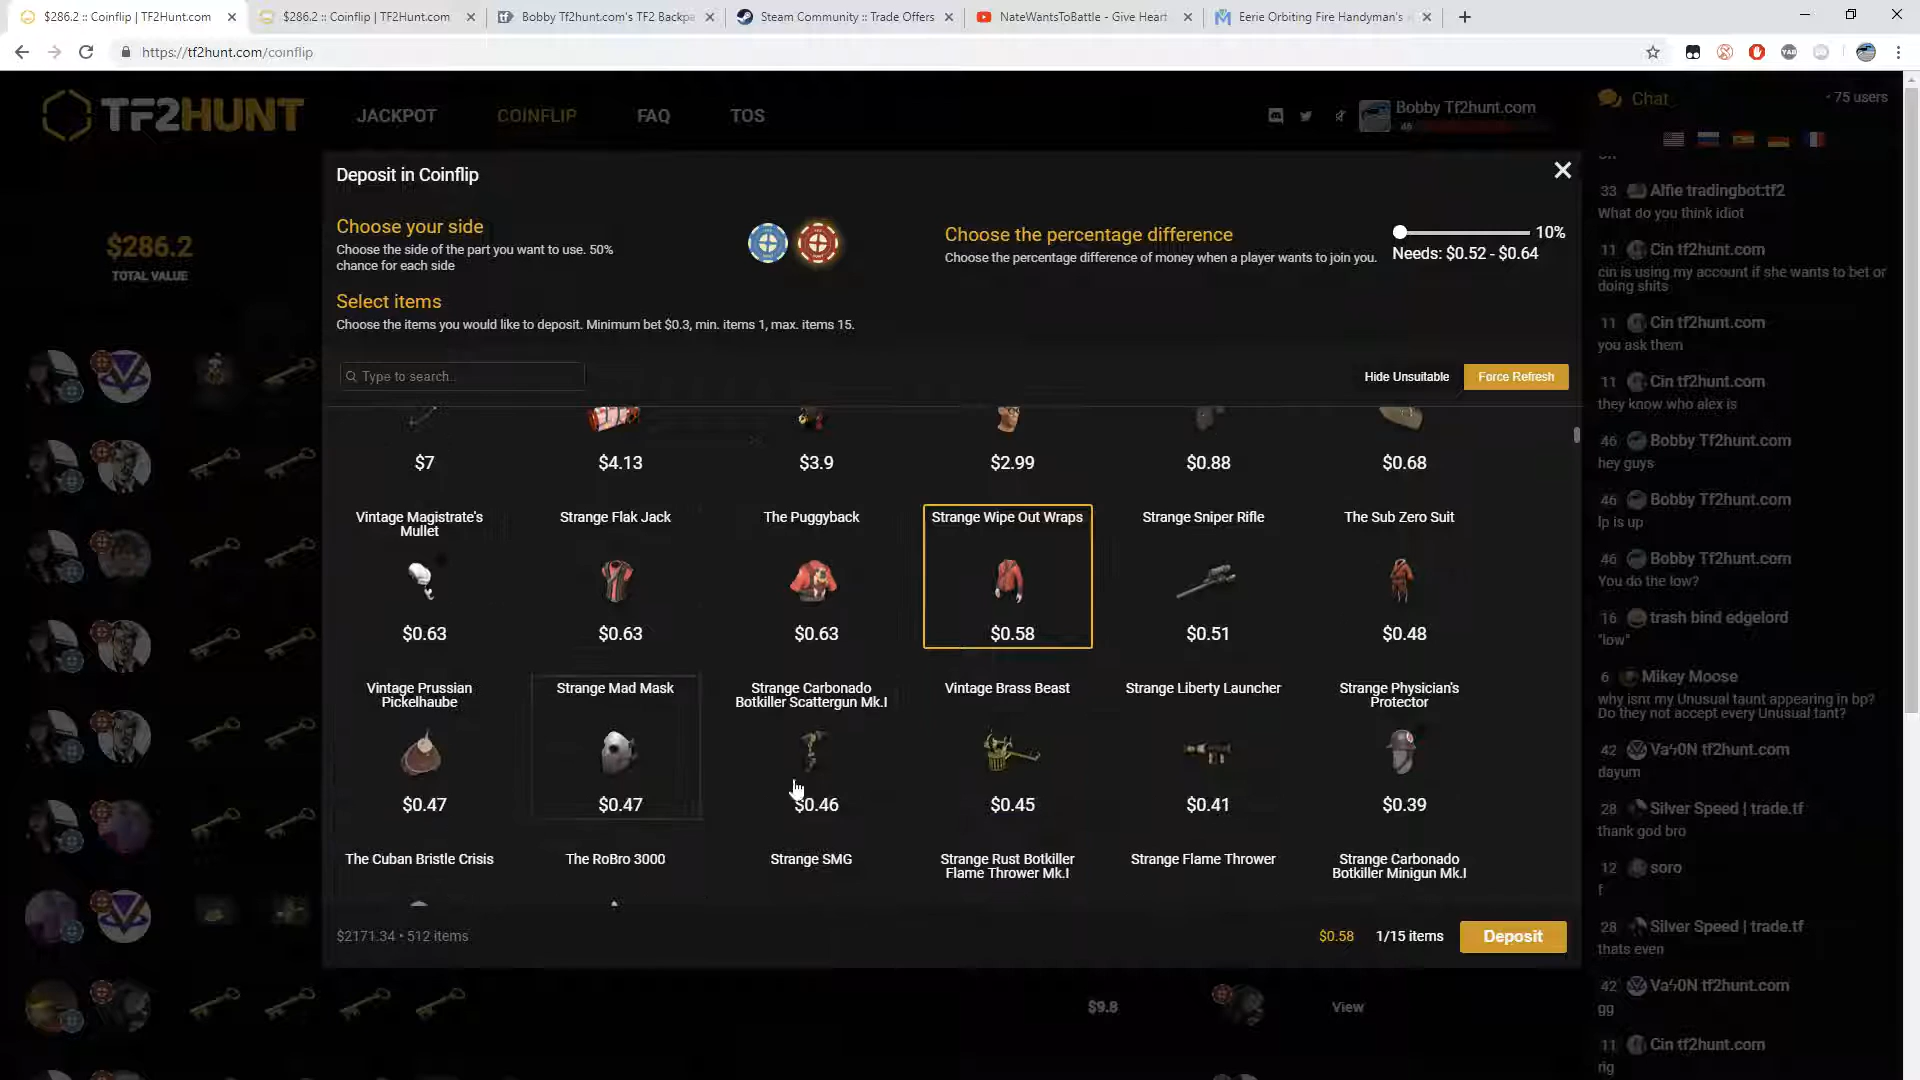 $286.2 :: Coinflip | TF2Hunt.com
$286.2 :: Coinflip | TF2Hunt.com
Bobby Tf2hunt.com's TF2 Backpa
Steam Community :: Trade Offers
NateWantsToBattle - Give Heart
Eerie Orbiting Fire Handyman's
https://tf2hunt.com/coinflip
TF2HUNT
JACKPOT
COINFLIP
FAQ
TOS
Bobby Tf2hunt.com
46
Chat
75 users
$286.2
TOTAL VALUE
Deposit in Coinflip
Choose your side
Choose the side of the part you want to use. 50%
chance for each side
Choose the percentage difference
Choose the percentage difference of money when a player wants to join you.
10%
Needs: $0.52 - $0.64
Select items
Choose the items you would like to deposit. Minimum bet $0.3, min. items 1, max. items 15.
Type to search..
Hide Unsuitable
Force Refresh
$7
$4.13
$3.9
$2.99
$0.88
$0.68
Vintage Magistrate's
Mullet
Strange Flak Jack
The Puggyback
Strange Wipe Out Wraps
Strange Sniper Rifle
The Sub Zero Suit
$0.63
$0.63
$0.63
$0.58
$0.51
$0.48
Vintage Prussian
Pickelhaube
Strange Mad Mask
Strange Carbonado
Botkiller Scattergun Mk.I
Vintage Brass Beast
Strange Liberty Launcher
Strange Physician's
Protector
$0.47
$0.47
$0.46
$0.45
$0.41
$0.39
The Cuban Bristle Crisis
The RoBro 3000
Strange SMG
Strange Rust Botkiller
Flame Thrower Mk.I
Strange Flame Thrower
Strange Carbonado
Botkiller Minigun Mk.I
$2171.34 • 512 items
$0.58
1/15 items
Deposit
$9.8
View
33 Alfie tradingbot:tf2
What do you think idiot
11 Cin tf2hunt.com
cin is using my account if she wants to bet or
doing shits
11 Cin tf2hunt.com
you ask them
11 Cin tf2hunt.com
they know who alex is
46 Bobby Tf2hunt.com
hey guys
46 Bobby Tf2hunt.com
lp is up
46 Bobby Tf2hunt.com
You do the low?
16 trash bind edgelord
"low"
6 Mikey Moose
why isnt my Unusual taunt appearing in bp?
Do they not accept every Unusual tant?
42 Vaϟ0N tf2hunt.com
dayum
28 Silver Speed | trade.tf
thank god bro
12 soro
f
28 Silver Speed | trade.tf
thats even
42 Vaϟ0N tf2hunt.com
gg
11 Cin tf2hunt.com
rig